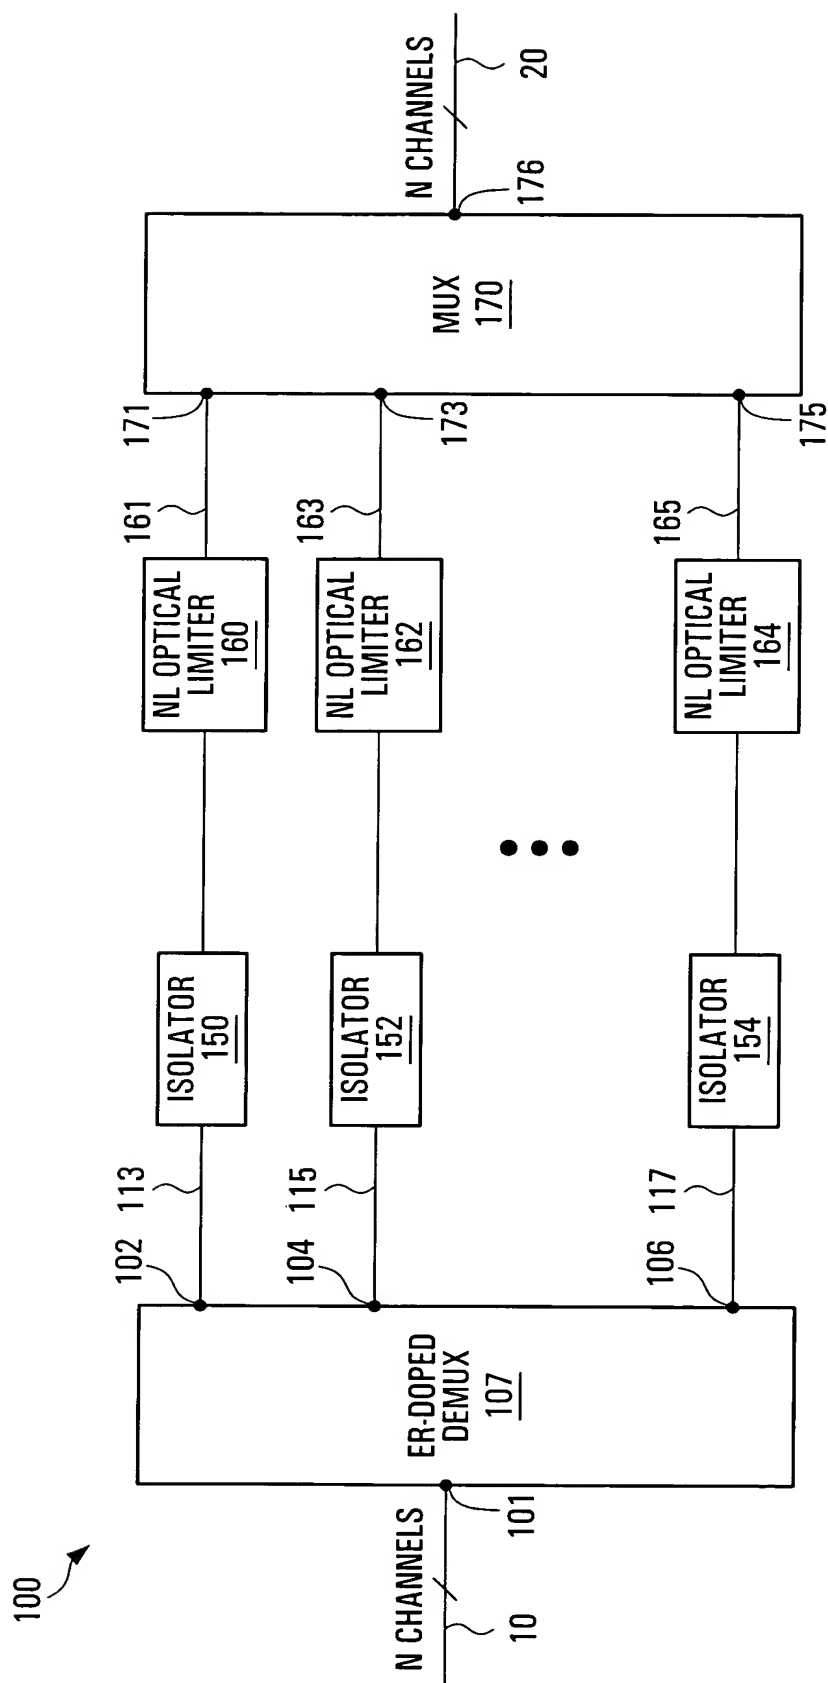 100
N CHANNELS
10
101
ER-DOPED
DEMUX
107
102
104
106
113
115
117
ISOLATOR
150
ISOLATOR
152
ISOLATOR
154
NL OPTICAL
LIMITER
160
NL OPTICAL
LIMITER
162
NL OPTICAL
LIMITER
164
161
163
165
171
173
175
MUX
170
176
N CHANNELS
20